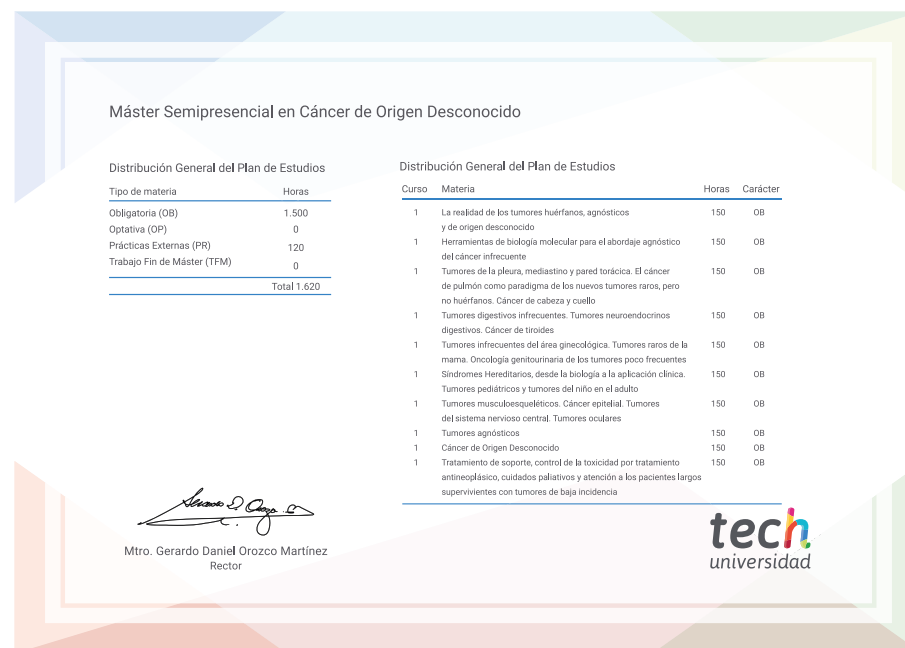 Máster Semipresencial en Cáncer de Origen Desconocido
Distribución General del Plan de Estudios
Tipo de materia Horas
Obligatoria (OB) 1.500
Optativa (OP) 0
Prácticas Externas (PR) 120
Trabajo Fin de Máster (TFM) 0
Total 1.620
Distribución General del Plan de Estudios
Curso Materia Horas Carácter
1 La realidad de los tumores huérfanos, agnósticos 150 OB
y de origen desconocido
1 Herramientas de biología molecular para el abordaje agnóstico 150 OB
del cáncer infrecuente
1 Tumores de la pleura, mediastino y pared torácica. El cáncer 150 OB
de pulmón como paradigma de los nuevos tumores raros, pero
no huérfanos. Cáncer de cabeza y cuello
1 Tumores digestivos infrecuentes. Tumores neuroendocrinos 150 OB
digestivos. Cáncer de tiroides
1 Tumores infrecuentes del área ginecológica. Tumores raros de la 150 OB
mama. Oncología genitourinaria de los tumores poco frecuentes
1 Síndromes Hereditarios, desde la biología a la aplicación clínica. 150 OB
Tumores pediátricos y tumores del niño en el adulto
1 Tumores musculoesqueléticos. Cáncer epitelial. Tumores 150 OB
del sistema nervioso central. Tumores oculares
1 Tumores agnósticos 150 OB
1 Cáncer de Origen Desconocido 150 OB
1 Tratamiento de soporte, control de la toxicidad por tratamiento 150 OB
antineoplásico, cuidados paliativos y atención a los pacientes largos
supervivientes con tumores de baja incidencia
Mtro. Gerardo Daniel Orozco Martínez
Rector
tech
universidad